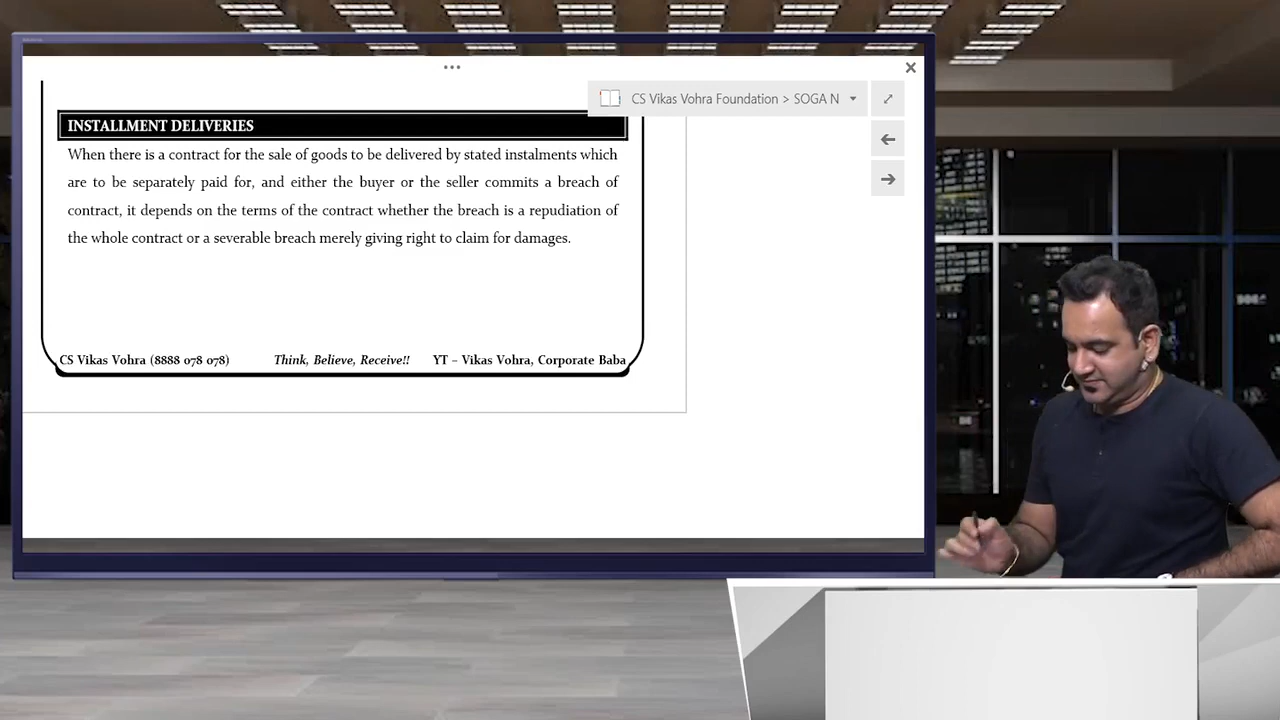 CS Vikas Vohra Foundation > SOGA N
INSTALLMENT DELIVERIES
When there is a contract for the sale of goods to be delivered by stated instalments which
are to be separately paid for, and either the buyer or the seller commits a breach of
contract, it depends on the terms of the contract whether the breach is a repudiation of
the whole contract or a severable breach merely giving right to claim for damages.
CS Vikas Vohra (8888 078 078) Think, Believe, Receive!! YT – Vikas Vohra, Corporate Baba